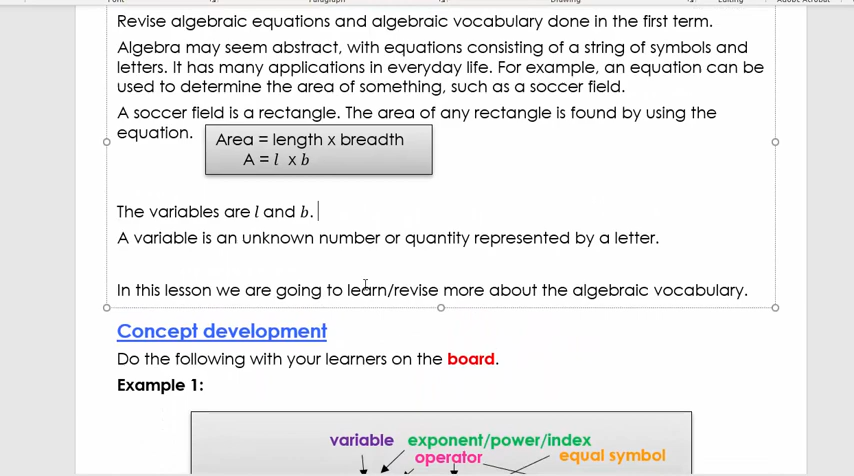 Font Paragraph Drawing Editing Adobe Acrobat
Revise algebraic equations and algebraic vocabulary done in the first term.
Algebra may seem abstract, with equations consisting of a string of symbols and
letters. It has many applications in everyday life. For example, an equation can be
used to determine the area of something, such as a soccer field.
A soccer field is a rectangle. The area of any rectangle is found by using the
equation.
Area = length x breadth
A = l x b
The variables are l and b.
A variable is an unknown number or quantity represented by a letter.
In this lesson we are going to learn/revise more about the algebraic vocabulary.
Concept development
Do the following with your learners on the board.
Example 1:
variable exponent/power/index
operator equal symbol